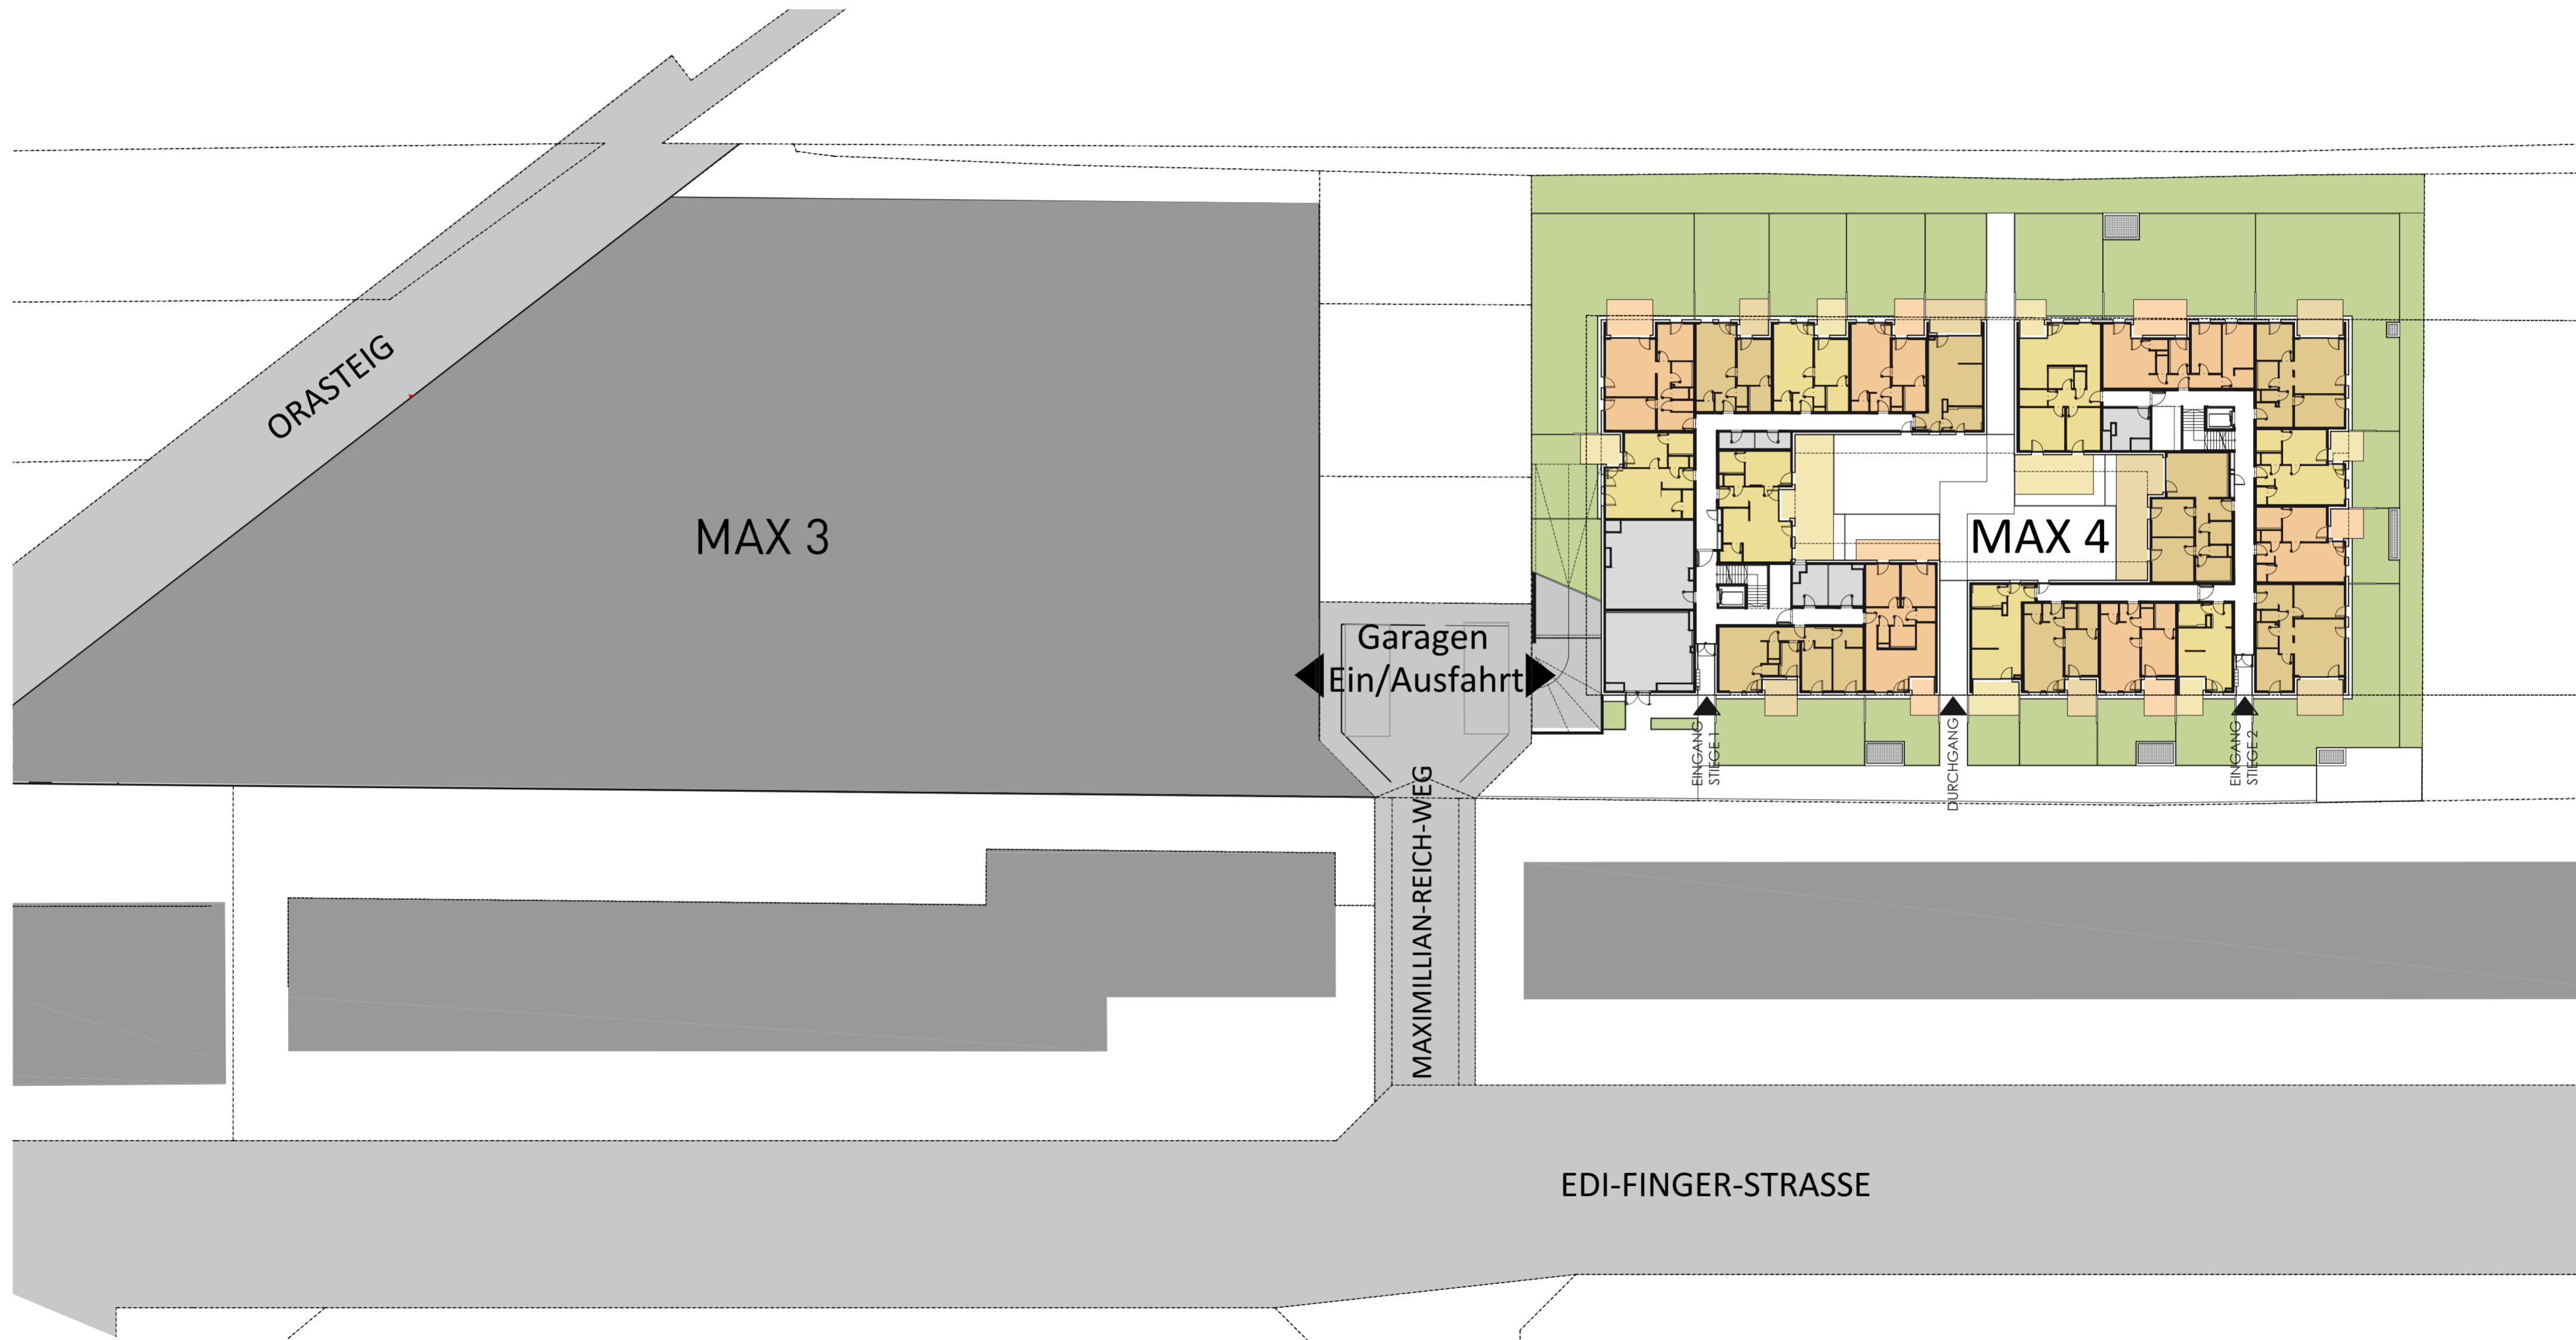 ORASTEIG
MAX 3
MAX 4
Garagen
Ein/Ausfahrt
EINGANG
STIEGE 1
DURCHGANG
EINGANG
STIEGE 2
MAXIMILLIAN-REICH-WEG
EDI-FINGER-STRASSE